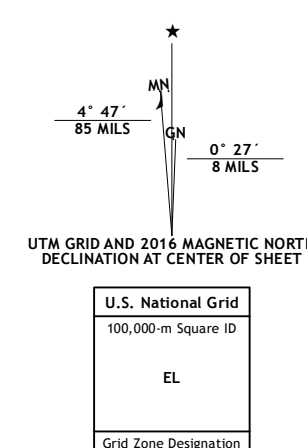 ★
MN
4° 47´
85 MILS
GN
0° 27´
8 MILS
UTM GRID AND 2016 MAGNETIC NORTH
DECLINATION AT CENTER OF SHEET
U.S. National Grid
100,000-m Square ID
EL
Grid Zone Designation